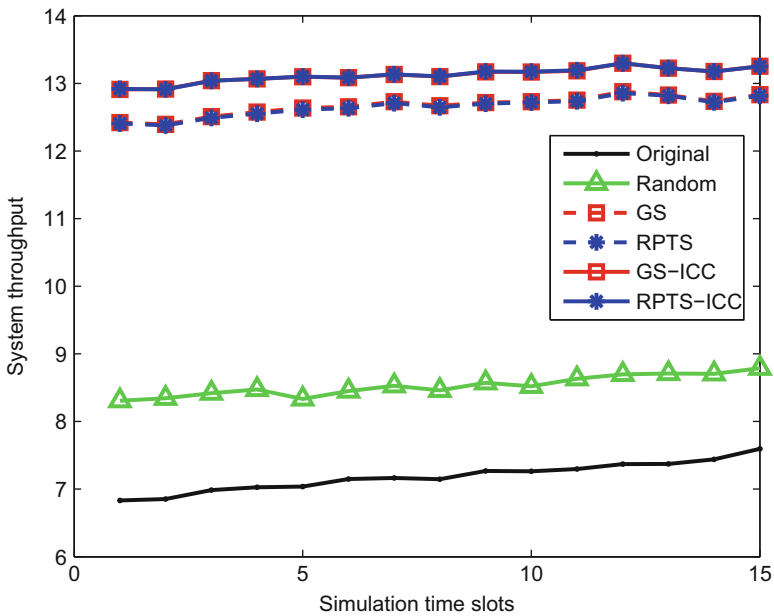 14
13
12
11
10
9
8
7
6
System throughput
Original
Random
GS
RPTS
GS-ICC
RPTS-ICC
0
5
10
15
Simulation time slots